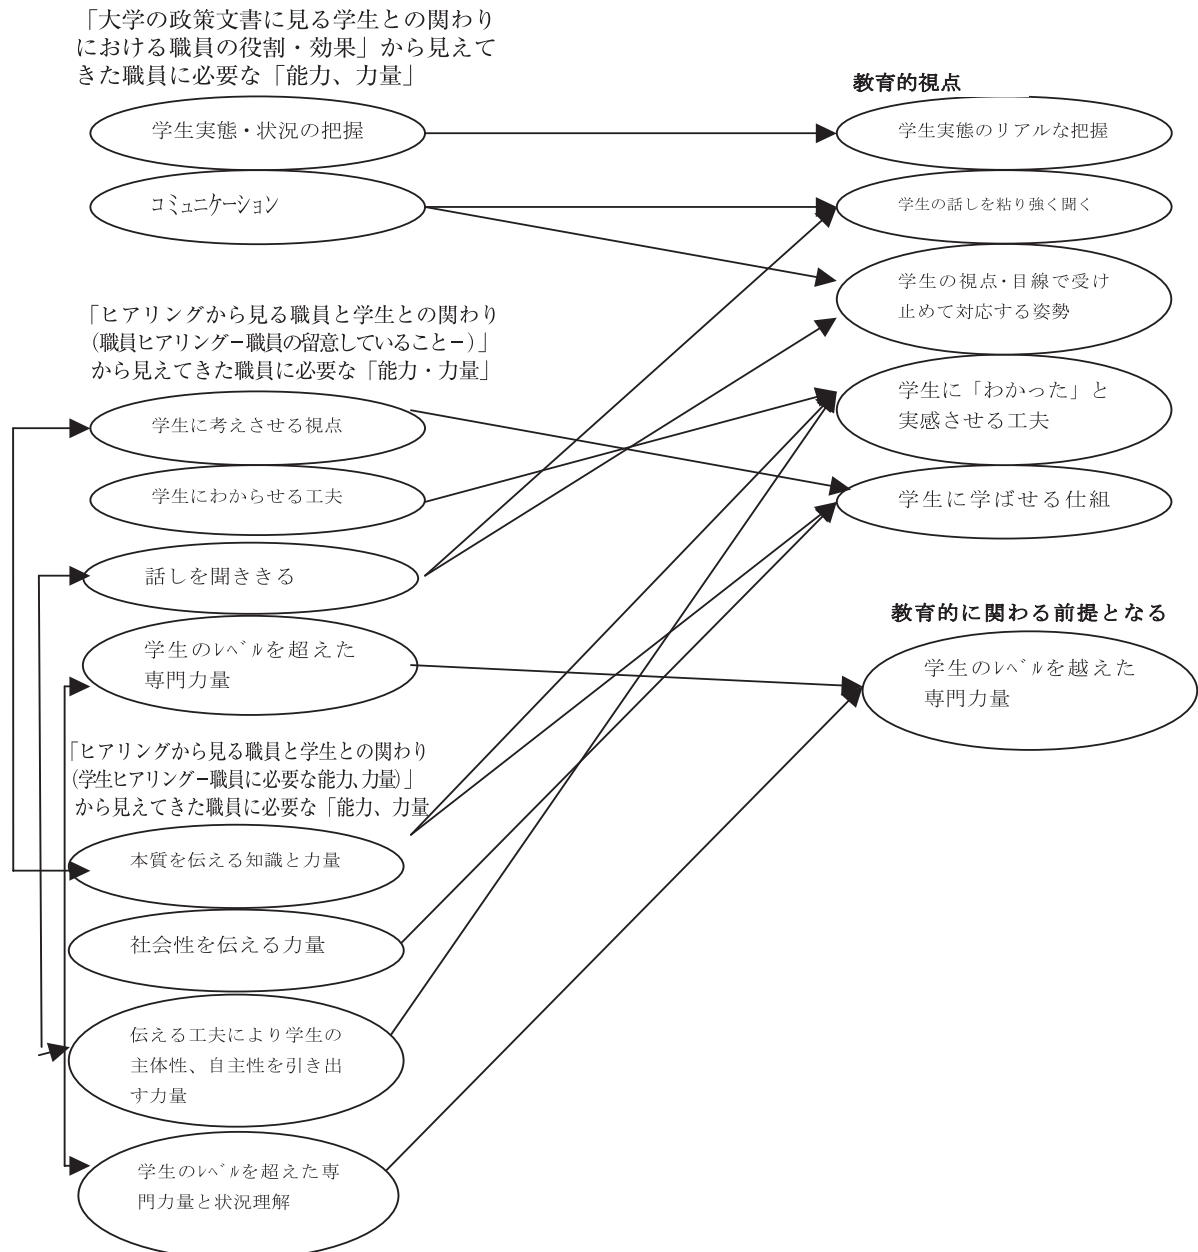 「大学の政策文書に見る学生との関わり
における職員の役割・効果」から見えて
きた職員に必要な「能力、力量」
学生実態・状況の把握
コミュニケーション
「ヒアリングから見る職員と学生との関わり
（職員ヒアリング－職員の留意していること－）」
から見えてきた職員に必要な「能力・力量」
学生に考えさせる視点
学生にわからせる工夫
話しを聞ききる
学生のﾚﾍﾞﾙを超えた
専門力量
「ヒアリングから見る職員と学生との関わり
（学生ヒアリング－職員に必要な能力、力量）」
から見えてきた職員に必要な「能力、力量
本質を伝える知識と力量
社会性を伝える力量
伝える工夫により学生の
主体性、自主性を引き出
す力量
学生のﾚﾍﾞﾙを超えた専
門力量と状況理解
教育的視点
学生実態のリアルな把握
学生の話しを粘り強く聞く
学生の視点・目線で受け
止めて対応する姿勢
学生に「わかった」と
実感させる工夫
学生に学ばせる仕組
教育的に関わる前提となる
学生のﾚﾍﾞﾙを越えた
専門力量